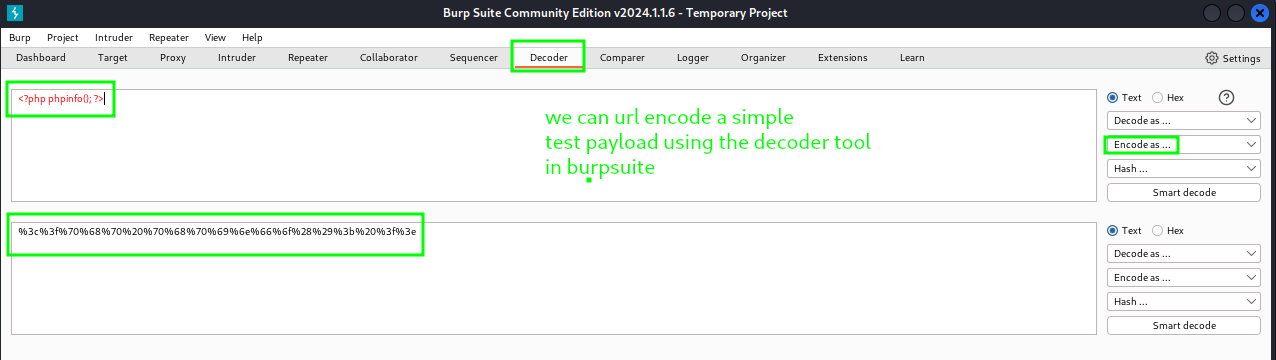 Burp Suite Community Edition v2024.1.1.6 - Temporary Project
Burp Project Intruder Repeater View Help
Dashboard Target Proxy Intruder Repeater Collaborator Sequencer Decoder Comparer Logger Organizer Extensions Learn Settings
<?php phpinfo(); ?>
Text Hex ?
we can url encode a simple
test payload using the decoder tool
in burpsuite
Decode as ...
Encode as ...
Hash ...
Smart decode
%3c%3f%70%68%70%20%70%68%70%69%6e%66%6f%28%29%3b%20%3f%3e
Text Hex
Decode as ...
Encode as ...
Hash ...
Smart decode